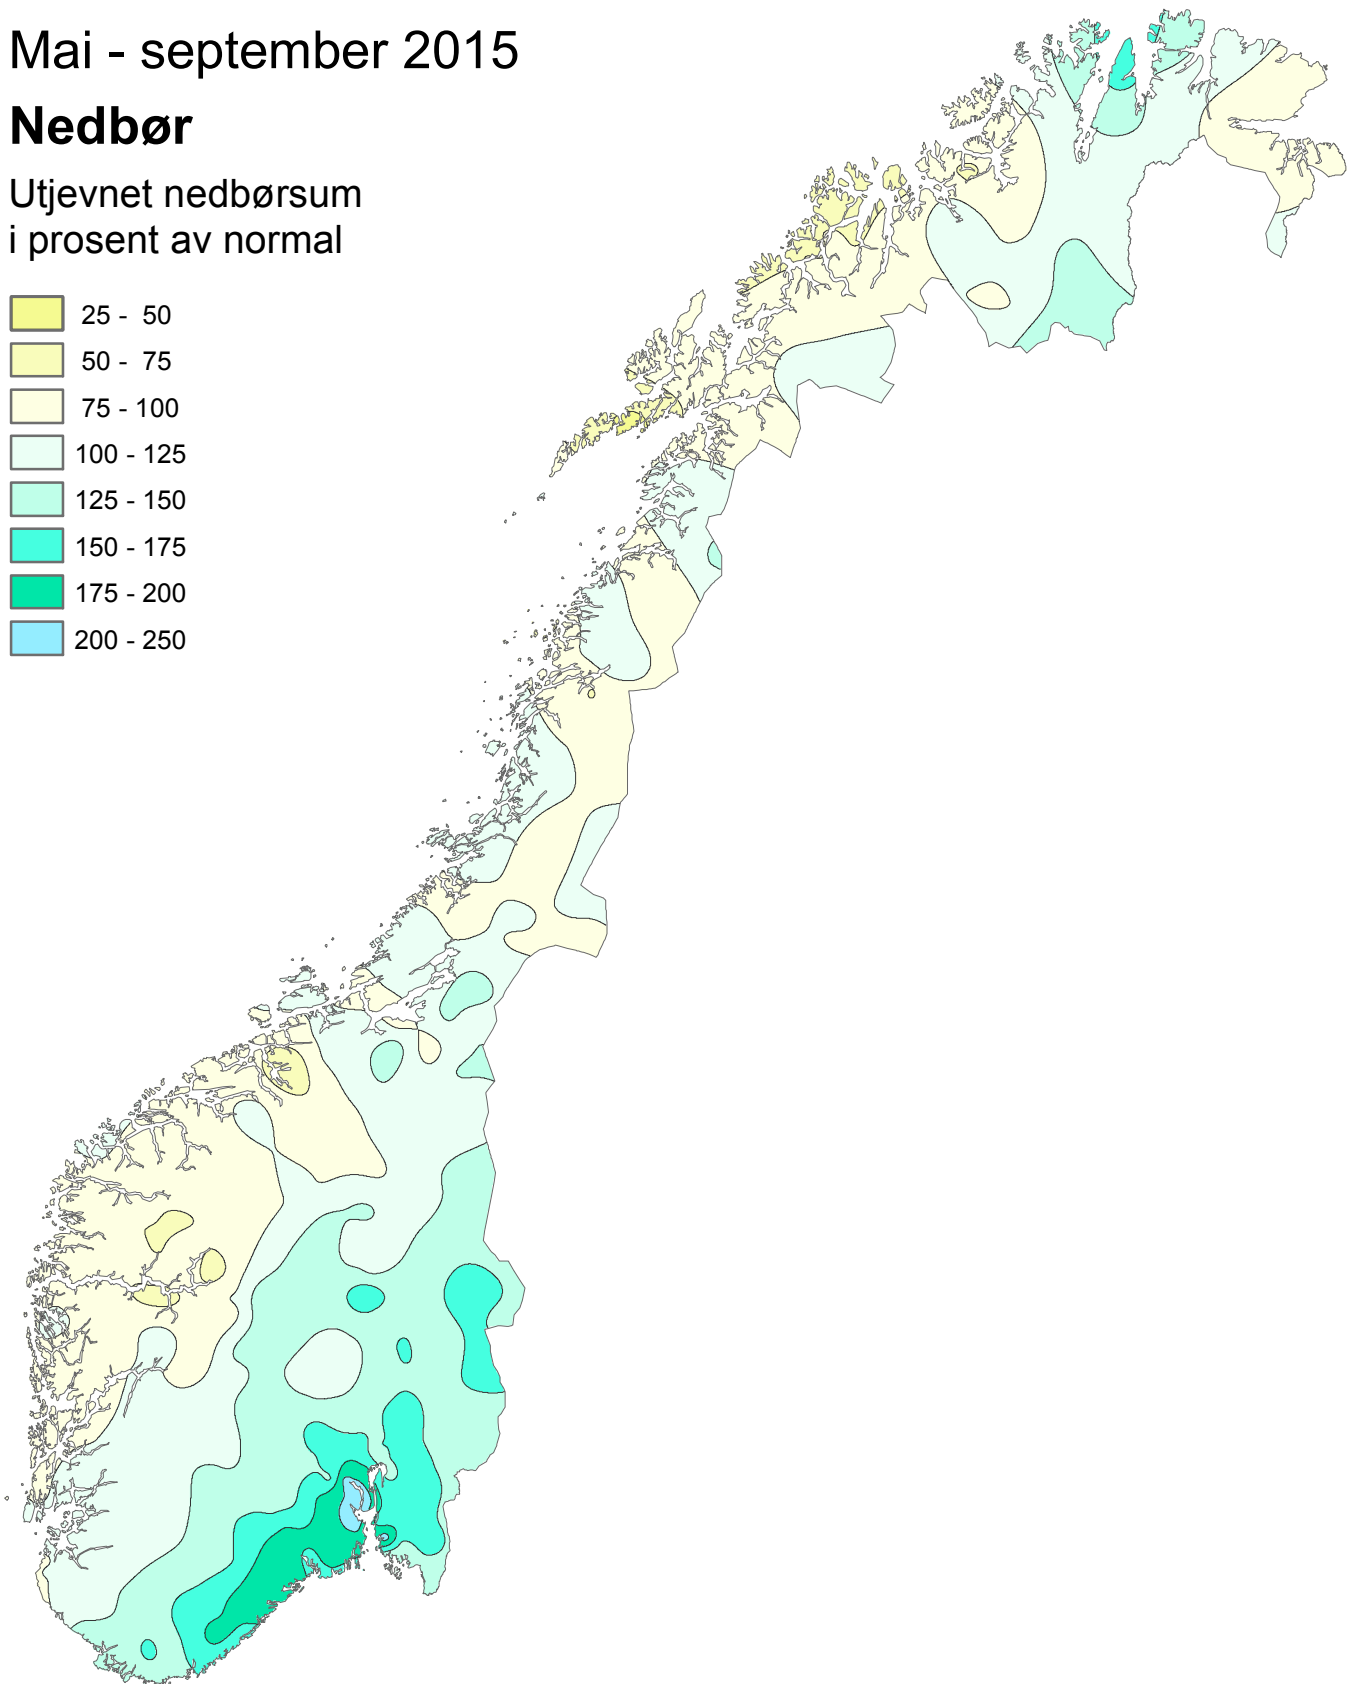 Mai - september 2015
Nedbør
Utjevnet nedbørsum
i prosent av normal
25 - 50
50 - 75
75 - 100
100 - 125
125 - 150
150 - 175
175 - 200
200 - 250